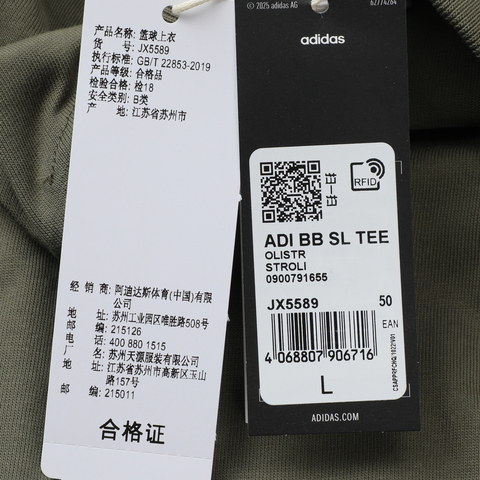 产品名称: 篮球上衣
货 号: JX5589
执行标准: GB/T 22853-2019
产品等级: 合格品
检验合格: 检18
安全类别: B类
产 地: 江苏省苏州市
经 销 商: 阿迪达斯体育(中国)有限
公司
地 址: 苏州工业园区唯胜路508号
邮 编: 215126
电 话: 400 880 1515
厂 名: 苏州天源服装有限公司
地 址: 江苏省苏州市高新区玉山
路157号
邮 编: 215011
合格证
© 2025 adidas AG
62774264
adidas
RFID
ADI BB SL TEE
OLISTR
STROLI
0900791655
JX5589 50
EAN
4 068807 906716
L
ADIDAS.COM